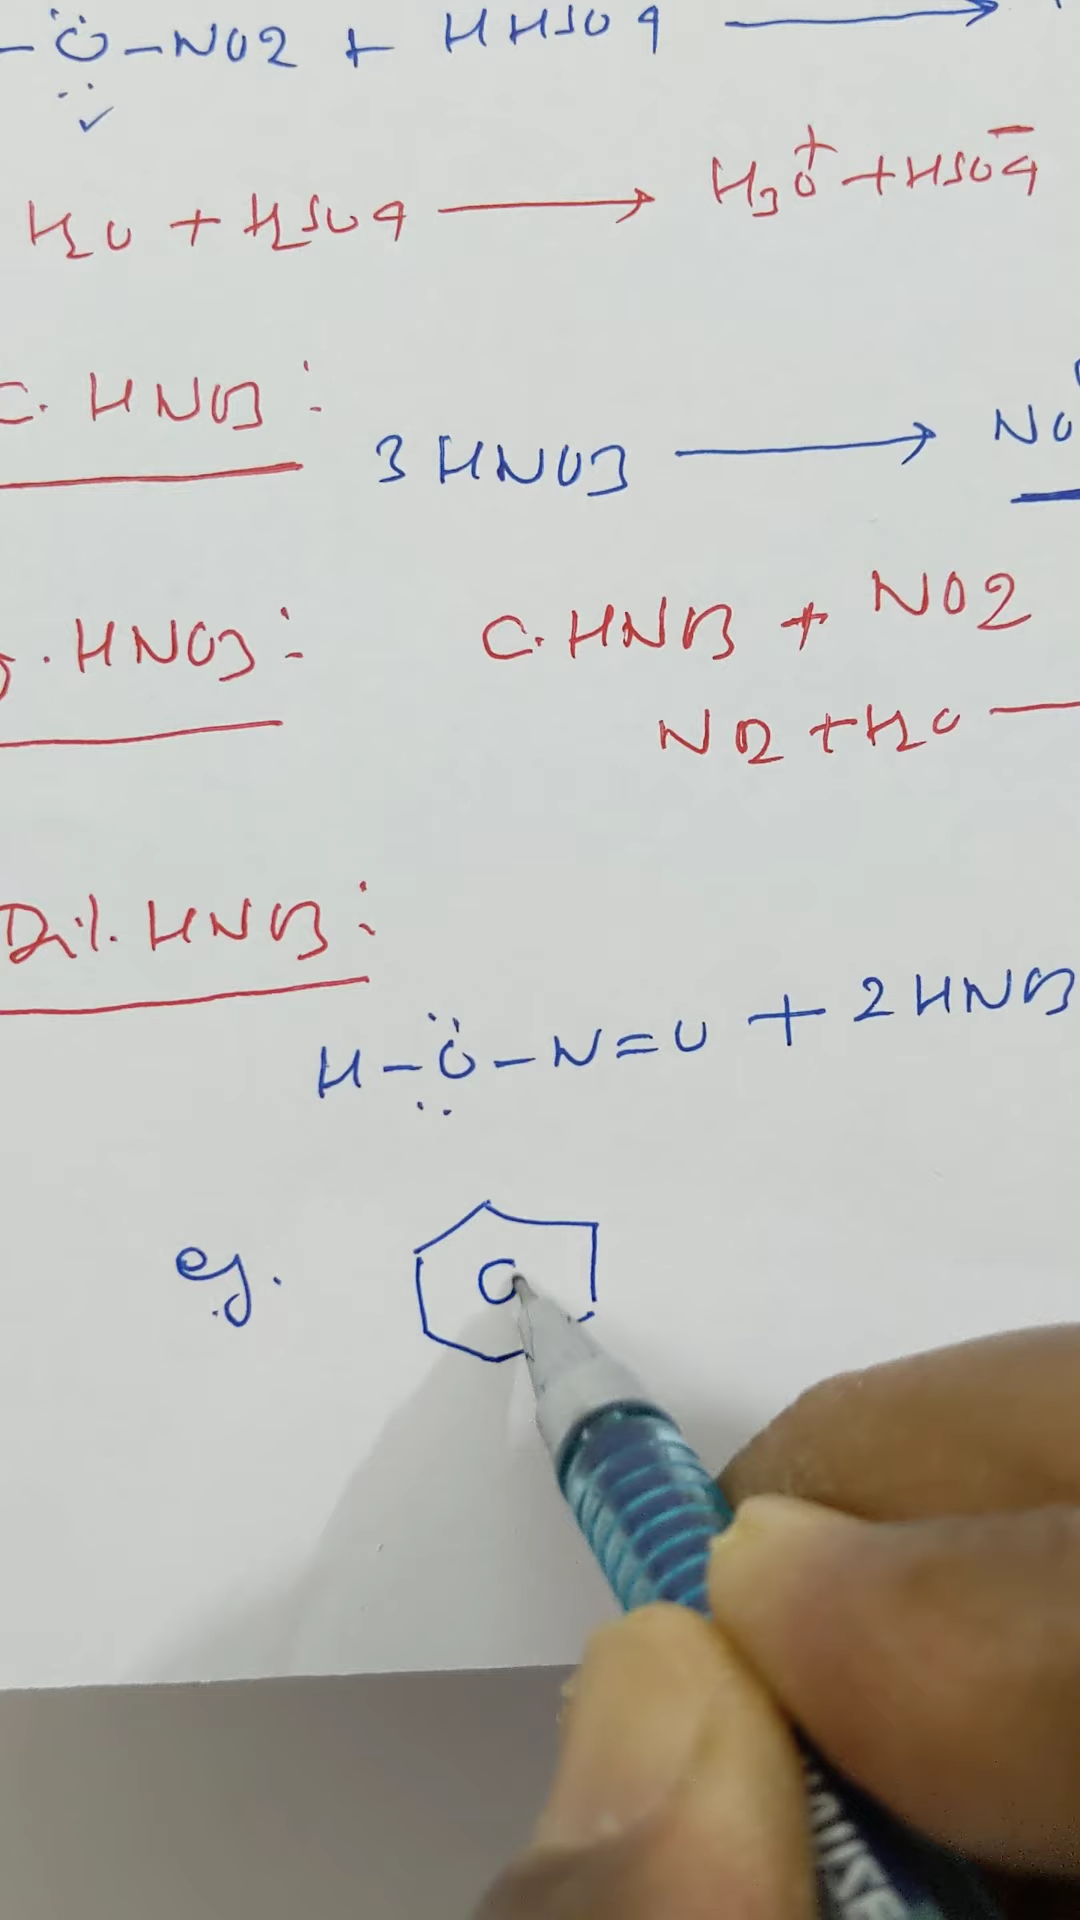 –Ö–NO2 + HHSO4 ⟶
H2O + H2SO4 ⟶ H3O+ + HSO4−
C. HNO3 :
3 HNO3 ⟶ NO
. HNO3 :
C. HNO3 + NO2
NO2 + H2O —
Dil. HNO3 :
H–Ö–N=O + 2HNO3
eg.